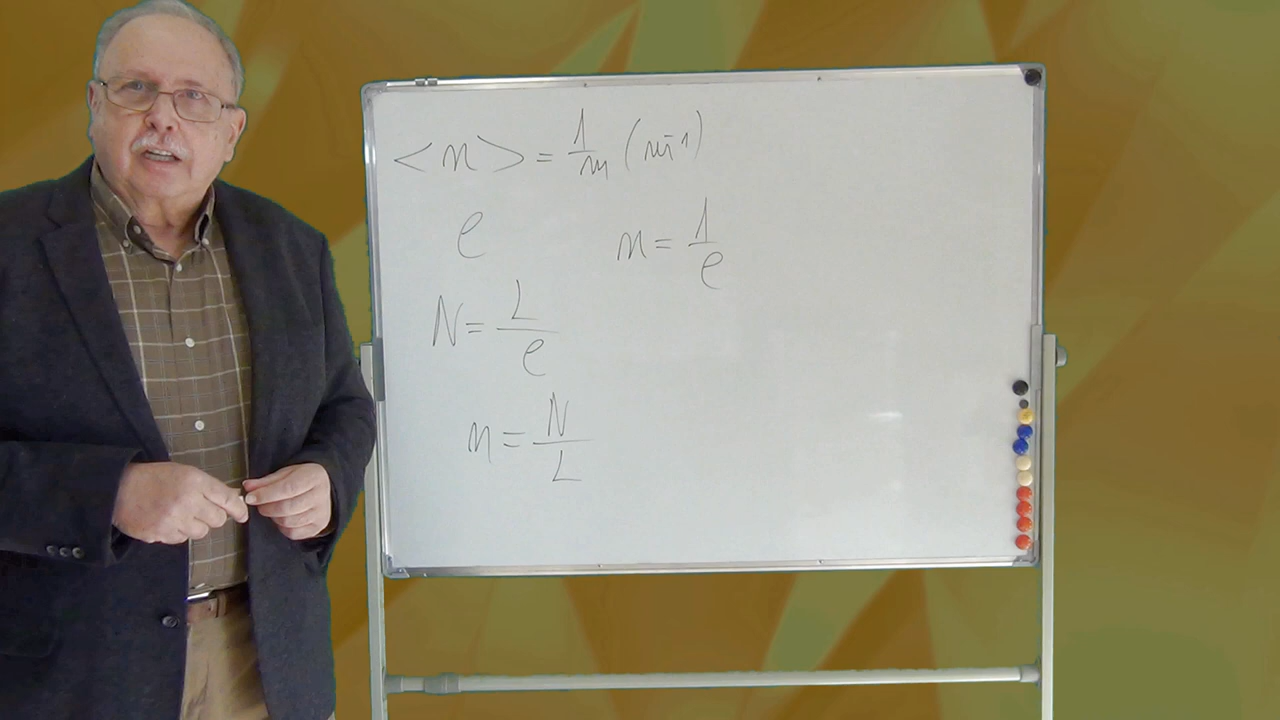 <n> = 1/m (m⁻¹)
e n = 1/e
N = L/e
n = N/L